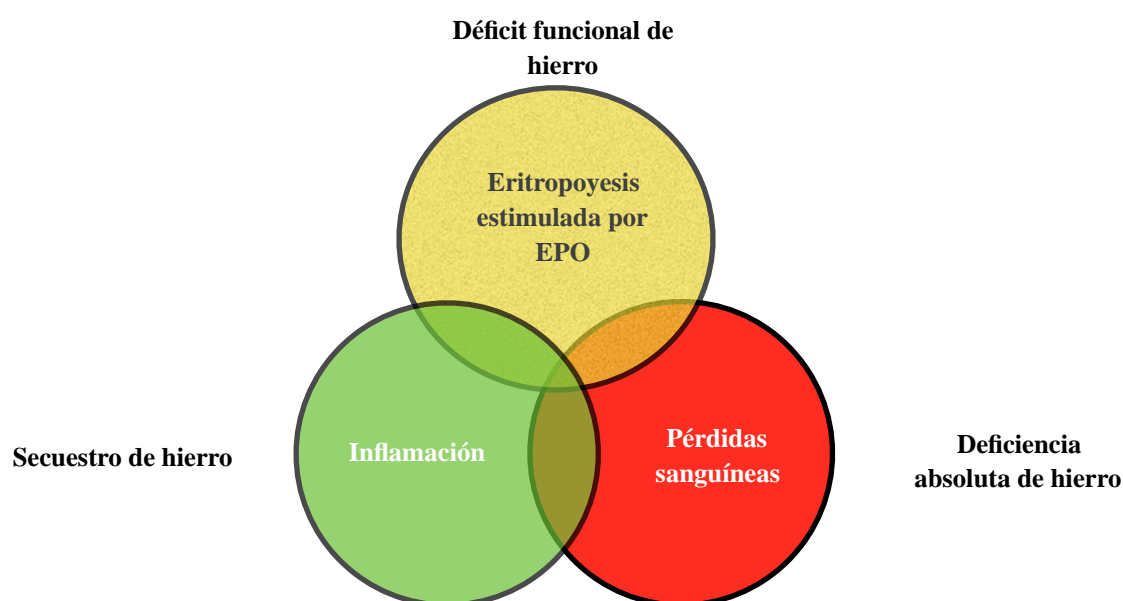 Déficit funcional de
hierro
Eritropoyesis
estimulada por
EPO
Secuestro de hierro
Inflamación
Pérdidas
sanguíneas
Deficiencia
absoluta de hierro